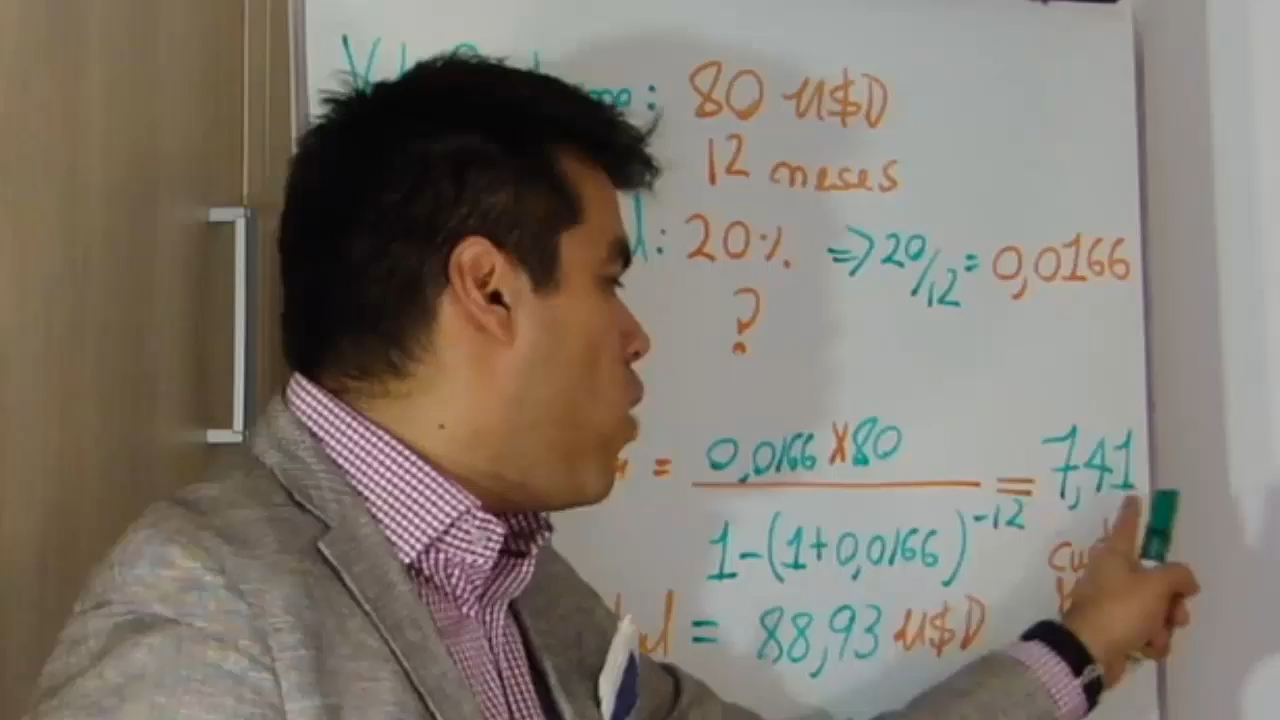 : 80 U$D
12 meses
: 20% => 20/12 = 0,0166
?
= 0,0166 X 80 = 7,41
1-(1+0,0166)^-12
= 88,93 U$D